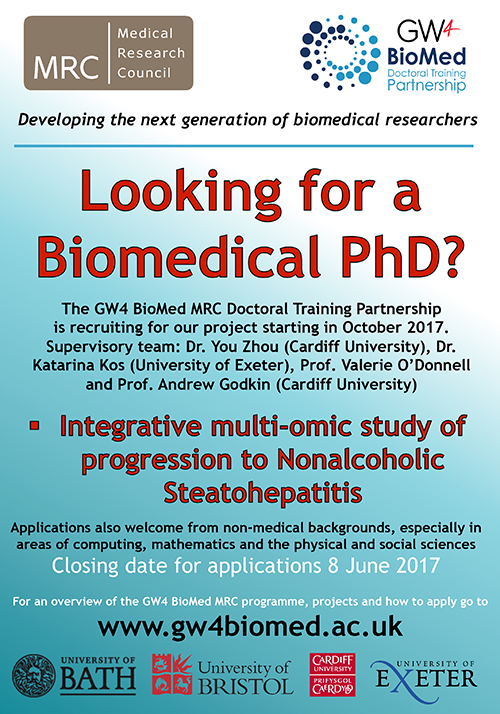 MRC
Medical
Research
Council
GW4
BioMed
Doctoral Training
Partnership
Developing the next generation of biomedical researchers
Looking for a
Biomedical PhD?
The GW4 BioMed MRC Doctoral Training Partnership
is recruiting for our project starting in October 2017.
Supervisory team: Dr. You Zhou (Cardiff University), Dr.
Katarina Kos (University of Exeter), Prof. Valerie O’Donnell
and Prof. Andrew Godkin (Cardiff University)
▪ Integrative multi-omic study of
progression to Nonalcoholic
Steatohepatitis
Applications also welcome from non-medical backgrounds, especially in
areas of computing, mathematics and the physical and social sciences
Closing date for applications 8 June 2017
For an overview of the GW4 BioMed MRC programme, projects and how to apply go to
www.gw4biomed.ac.uk
UNIVERSITY OF
BATH
University of
BRISTOL
CARDIFF
UNIVERSITY
PRIFYSGOL
CAERDYDD
UNIVERSITY OF
EXETER